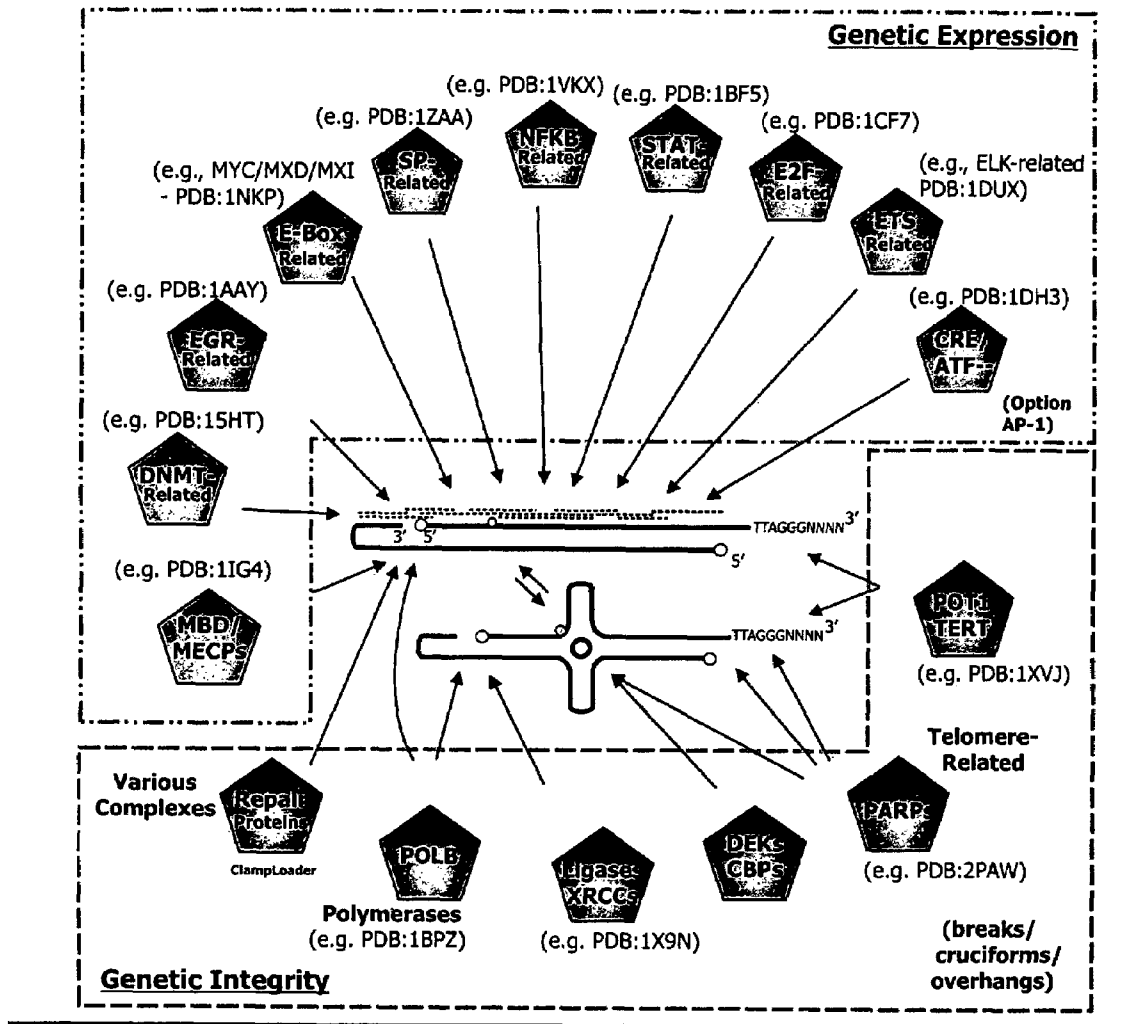 Genetic Expression
(e.g. PDB:1VKX)
(e.g. PDB:1BF5)
(e.g. PDB:1ZAA)
(e.g. PDB:1CF7)
(e.g., MYC/MXD/MXI
- PDB:1NKP)
(e.g., ELK-related
PDB:1DUX)
NFKB
Related
STAT-
Related
SP-
Related
E2F-
Related
E-Box
Related
ETS
Related
(e.g. PDB:1AAY)
EGR-
Related
(e.g. PDB:1DH3)
CRE/
ATF-
(Option
AP-1)
(e.g. PDB:15HT)
DNMT-
Related
(e.g. PDB:1IG4)
MBD/
MECPs
3' 5'
TTAGGGNNNN3'
5'
TTAGGGNNNN3'
POT1
TERT
(e.g. PDB:1XVJ)
Telomere-
Related
Various
Complexes
Repair
Proteins
ClampLoader
POLB
Polymerases
(e.g. PDB:1BPZ)
Ligases
XRCCs
(e.g. PDB:1X9N)
DEKs
CBPs
PARPs
(e.g. PDB:2PAW)
(breaks/
cruciforms/
overhangs)
Genetic Integrity